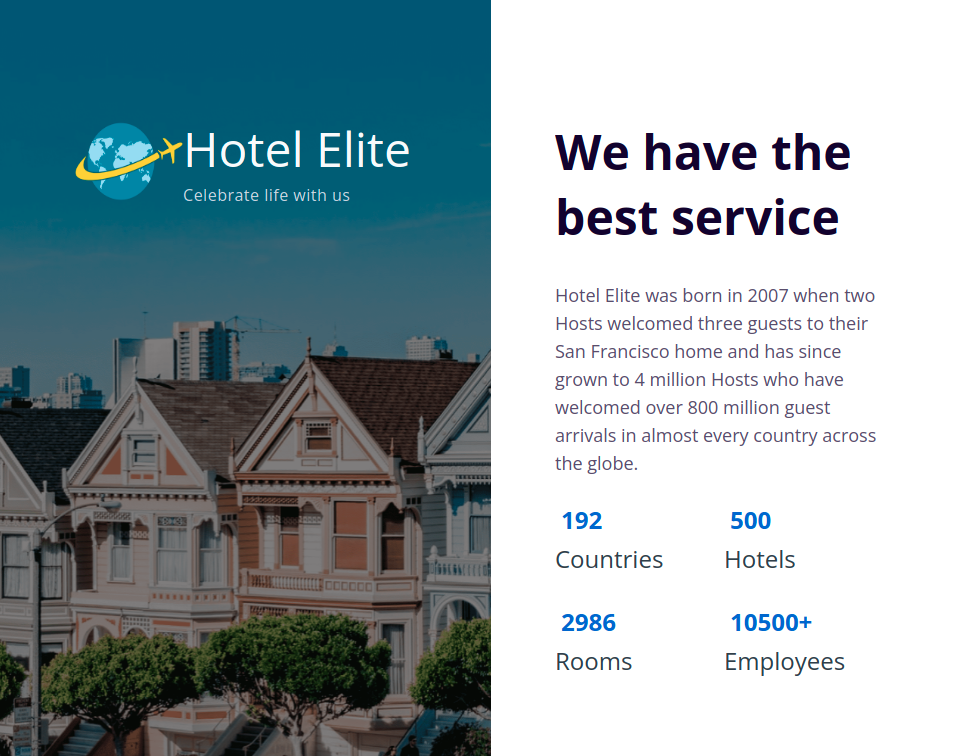 Hotel Elite
Celebrate life with us
We have the
best service
Hotel Elite was born in 2007 when two
Hosts welcomed three guests to their
San Francisco home and has since
grown to 4 million Hosts who have
welcomed over 800 million guest
arrivals in almost every country across
the globe.
192
Countries
500
Hotels
2986
Rooms
10500+
Employees